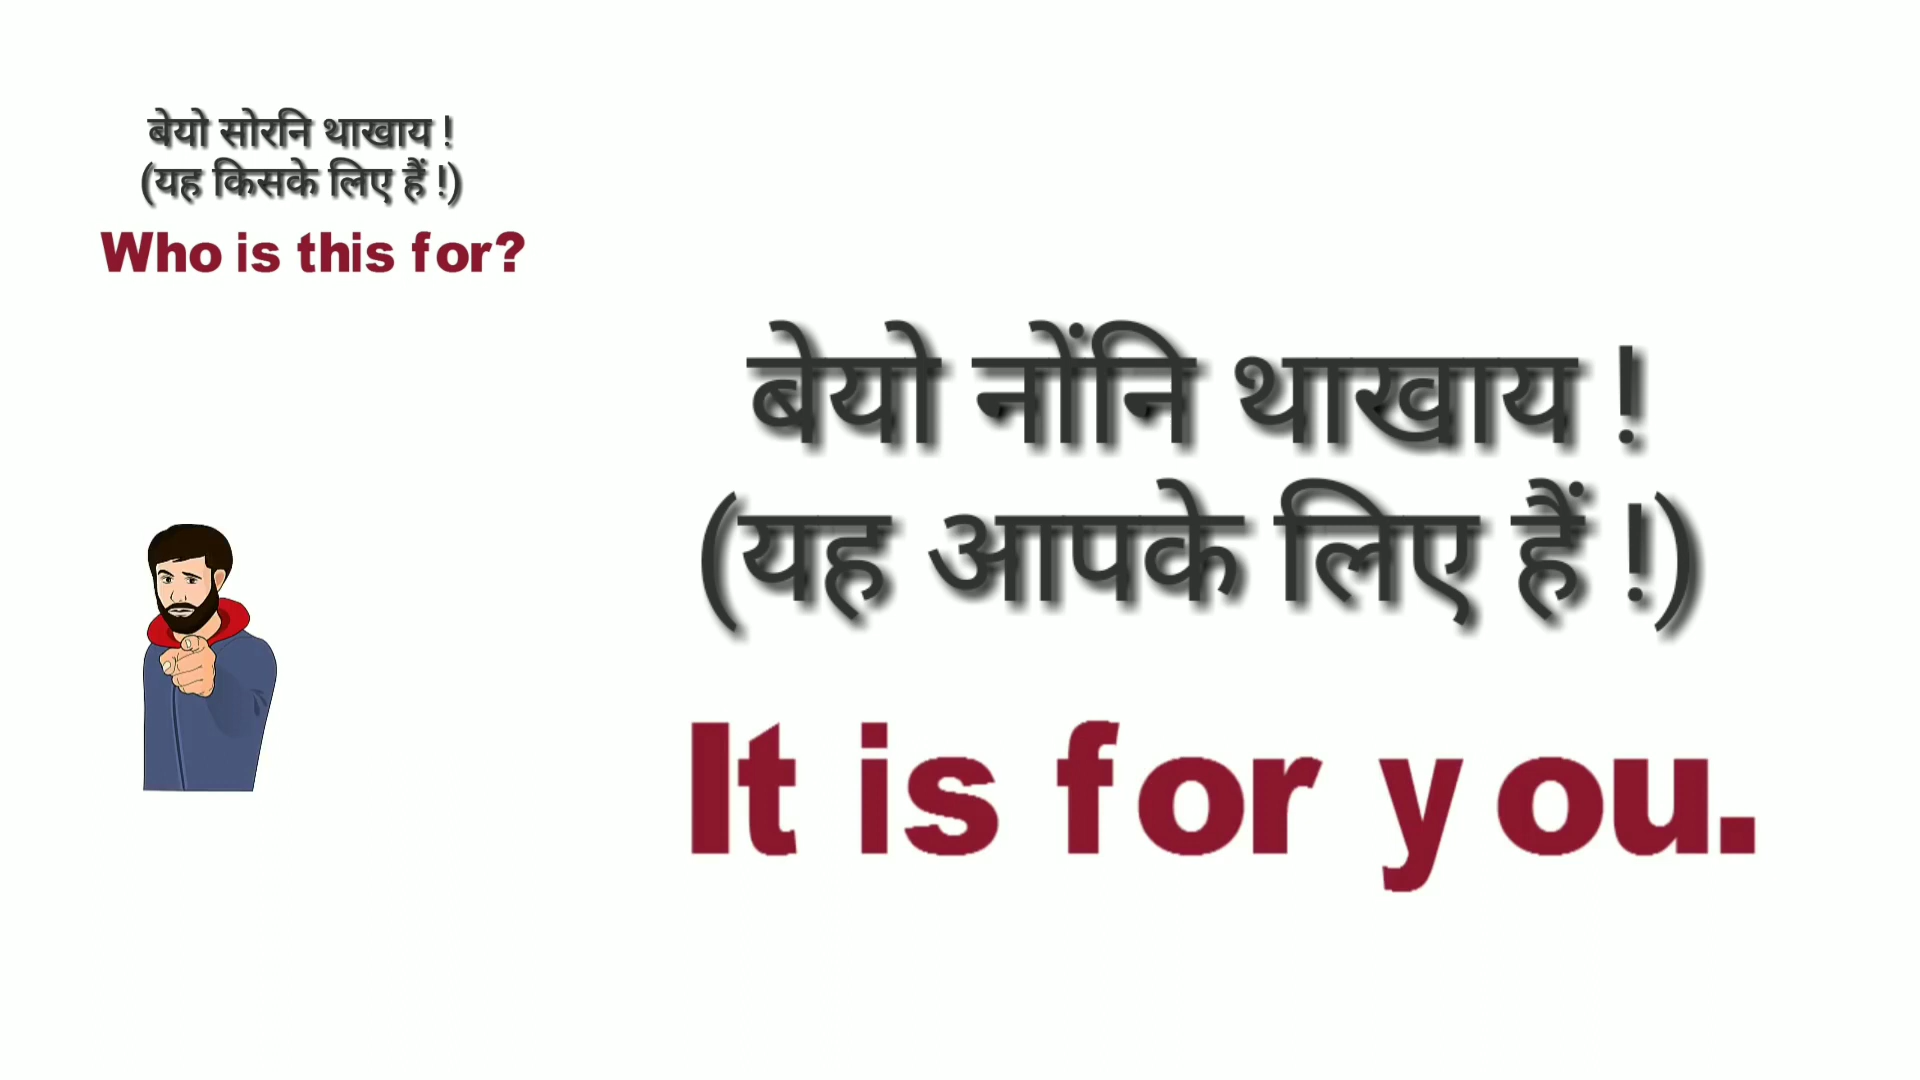 बेयो सोरनि थाखाय !
(यह किसके लिए हैं !)
Who is this for?
बेयो नोंनि थाखाय !
(यह आपके लिए हैं !)
It is for you.